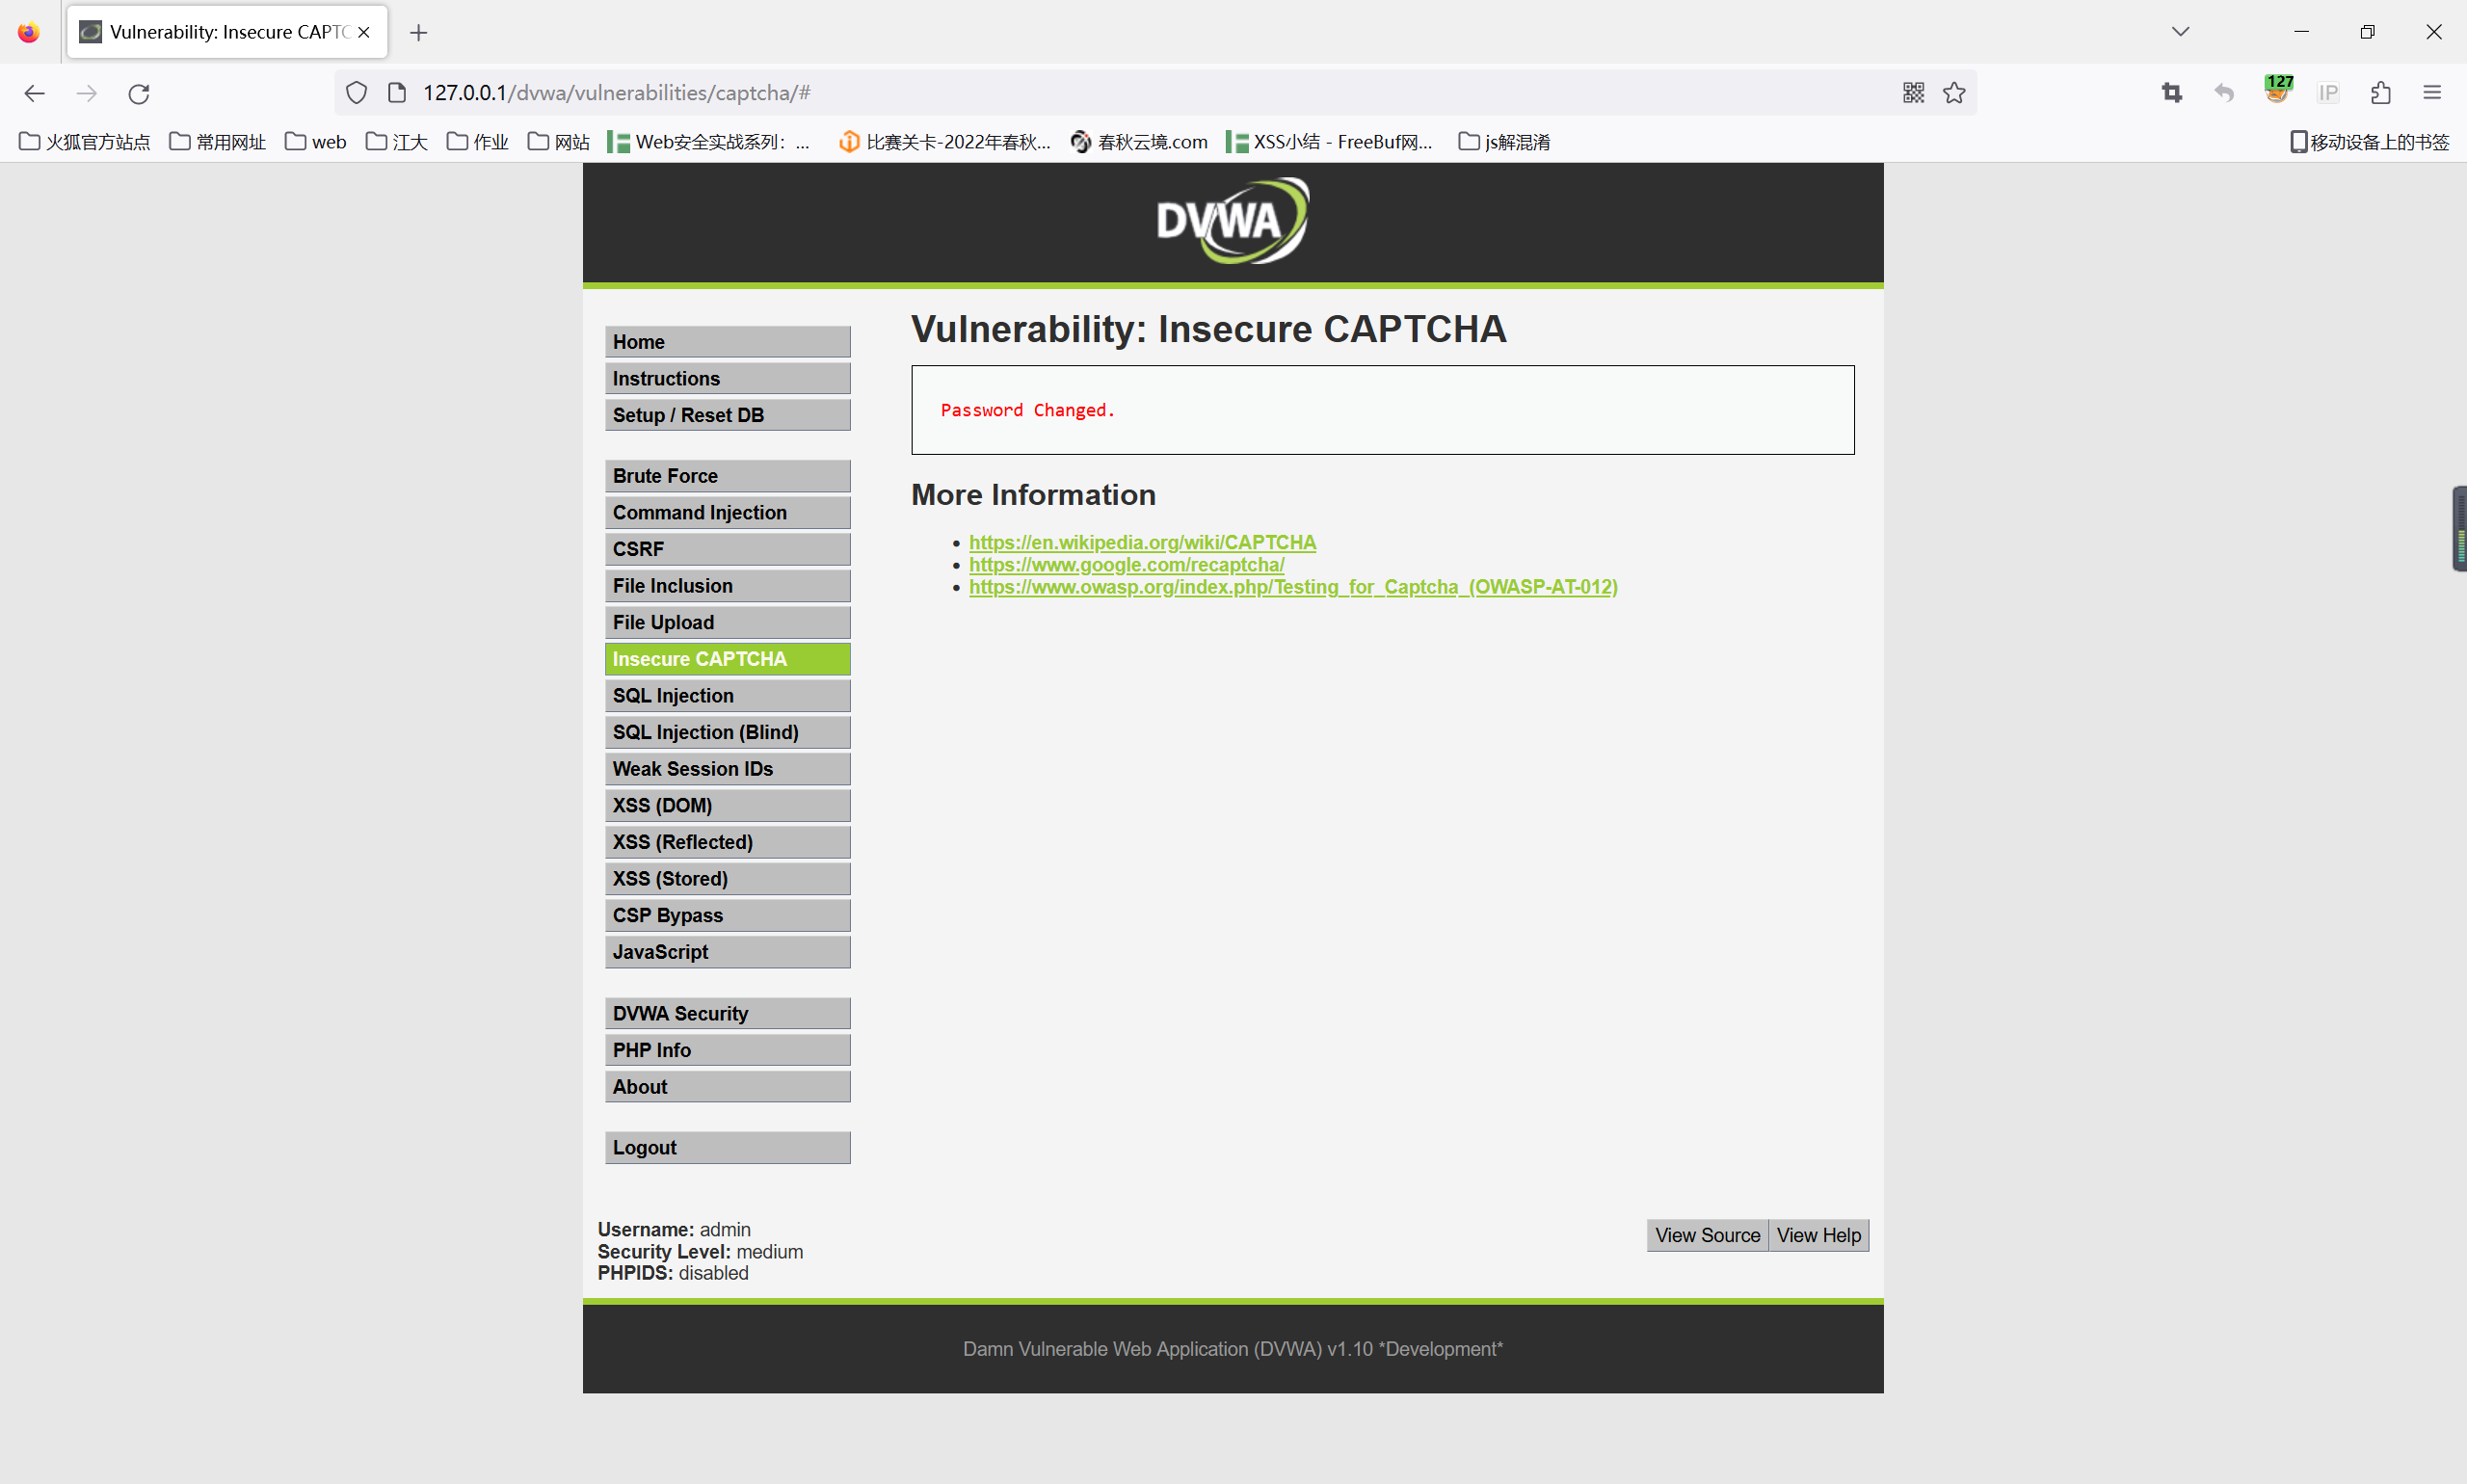 Vulnerability: Insecure CAPTC
127.0.0.1/dvwa/vulnerabilities/captcha/#
127
IP
火狐官方站点 常用网址 web 江大 作业 网站 Web安全实战系列：... 比赛关卡-2022年春秋... 春秋云境.com XSS小结 - FreeBuf网... js解混淆 移动设备上的书签
DVWA
Vulnerability: Insecure CAPTCHA
Password Changed.
More Information
https://en.wikipedia.org/wiki/CAPTCHA
https://www.google.com/recaptcha/
https://www.owasp.org/index.php/Testing_for_Captcha_(OWASP-AT-012)
Home
Instructions
Setup / Reset DB
Brute Force
Command Injection
CSRF
File Inclusion
File Upload
Insecure CAPTCHA
SQL Injection
SQL Injection (Blind)
Weak Session IDs
XSS (DOM)
XSS (Reflected)
XSS (Stored)
CSP Bypass
JavaScript
DVWA Security
PHP Info
About
Logout
Username: admin
Security Level: medium
PHPIDS: disabled
View Source View Help
Damn Vulnerable Web Application (DVWA) v1.10 *Development*